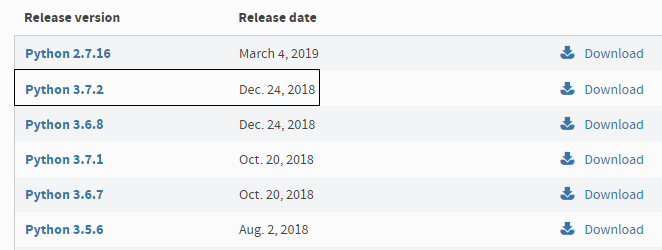 Release version Release date
Python 2.7.16 March 4, 2019 Download
Python 3.7.2 Dec. 24, 2018 Download
Python 3.6.8 Dec. 24, 2018 Download
Python 3.7.1 Oct. 20, 2018 Download
Python 3.6.7 Oct. 20, 2018 Download
Python 3.5.6 Aug. 2, 2018 Download